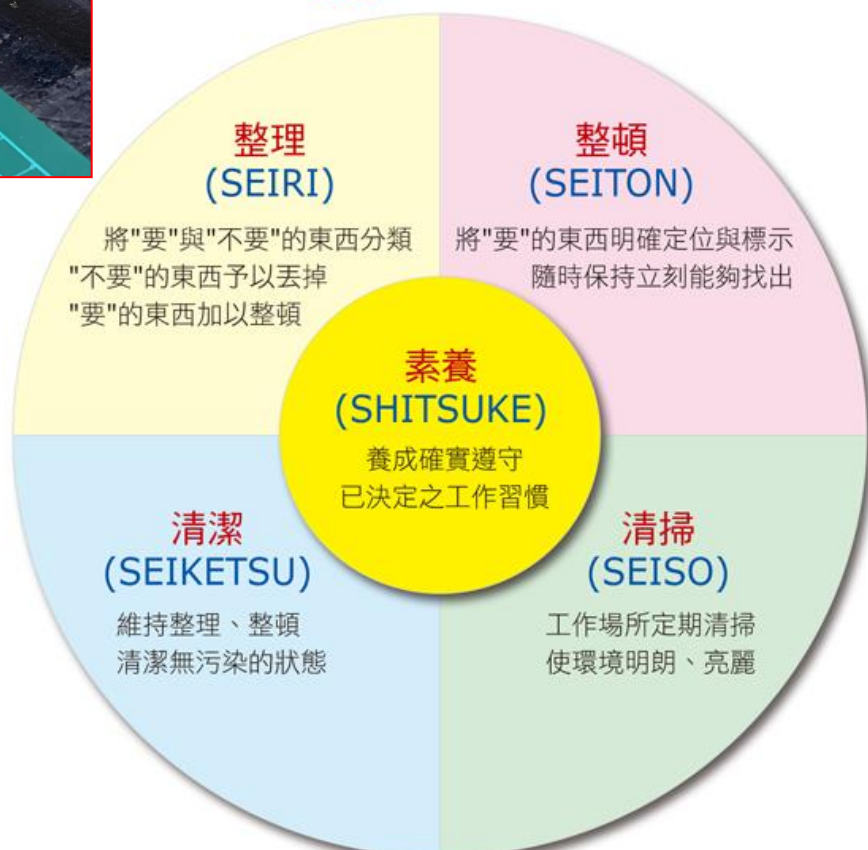 整理
(SEIRI)
將"要"與"不要"的東西分類
"不要"的東西予以丟掉
"要"的東西加以整頓
整頓
(SEITON)
將"要"的東西明確定位與標示
隨時保持立刻能夠找出
素養
(SHITSUKE)
養成確實遵守
已決定之工作習慣
清潔
(SEIKETSU)
維持整理、整頓
清潔無污染的狀態
清掃
(SEISO)
工作場所定期清掃
使環境明朗、亮麗